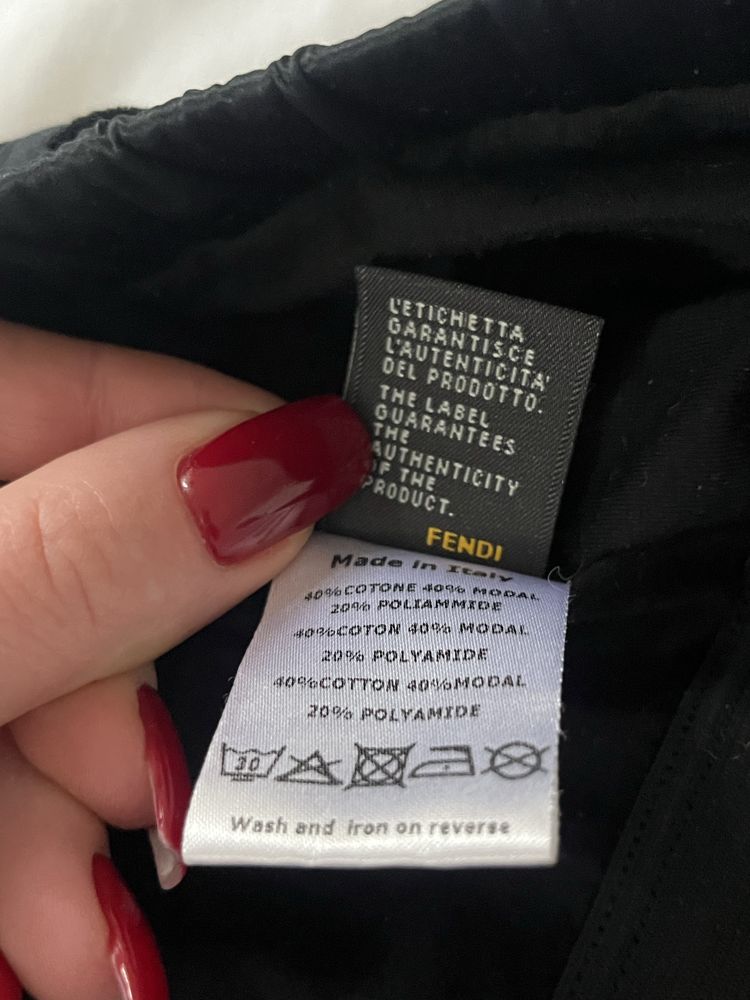 L'ETICHETTA
GARANTISCE
L'AUTENTICITA'
DEL PRODOTTO.
THE LABEL
GUARANTEES
THE
AUTHENTICITY
OF THE
PRODUCT.
FENDI
Made in Italy
40%COTONE 40% MODAL
20% POLIAMMIDE
40%COTON 40% MODAL
20% POLYAMIDE
40%COTTON 40%MODAL
20% POLYAMIDE
30
Wash and iron on reverse